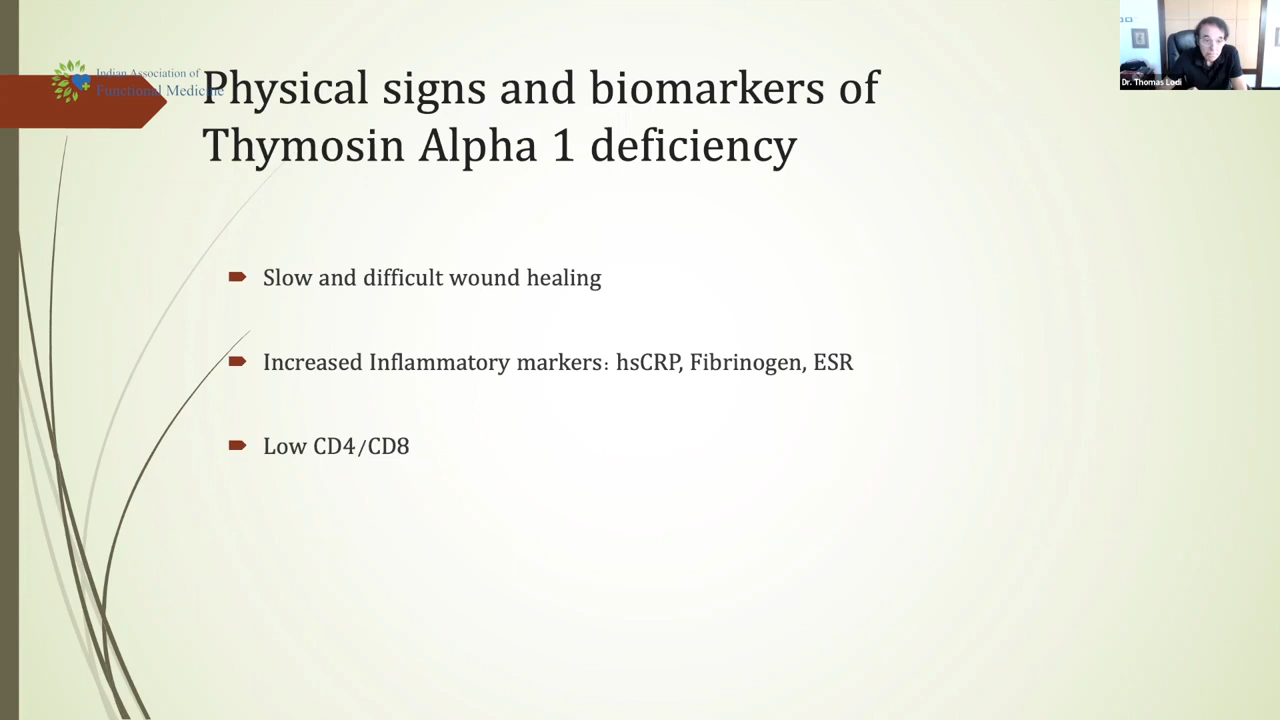 Indian Association of
Functional Medicine
Physical signs and biomarkers of
Thymosin Alpha 1 deficiency
Slow and difficult wound healing
Increased Inflammatory markers: hsCRP, Fibrinogen, ESR
Low CD4/CD8
Dr. Thomas Lodi